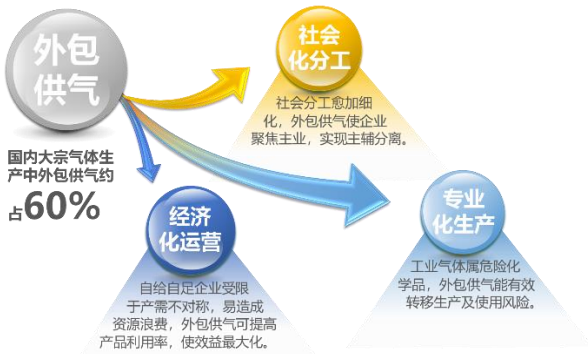 外包
供气
国内大宗气体生
产中外包供气约
占60%
社会
化分工
社会分工愈加细
化，外包供气使企业
聚焦主业，实现主辅分离。
经济
化运营
自给自足企业受限
于产需不对称，易造成
资源浪费，外包供气可提高
产品利用率，使效益最大化。
专业
化生产
工业气体属危险化
学品，外包供气能有效
转移生产及使用风险。